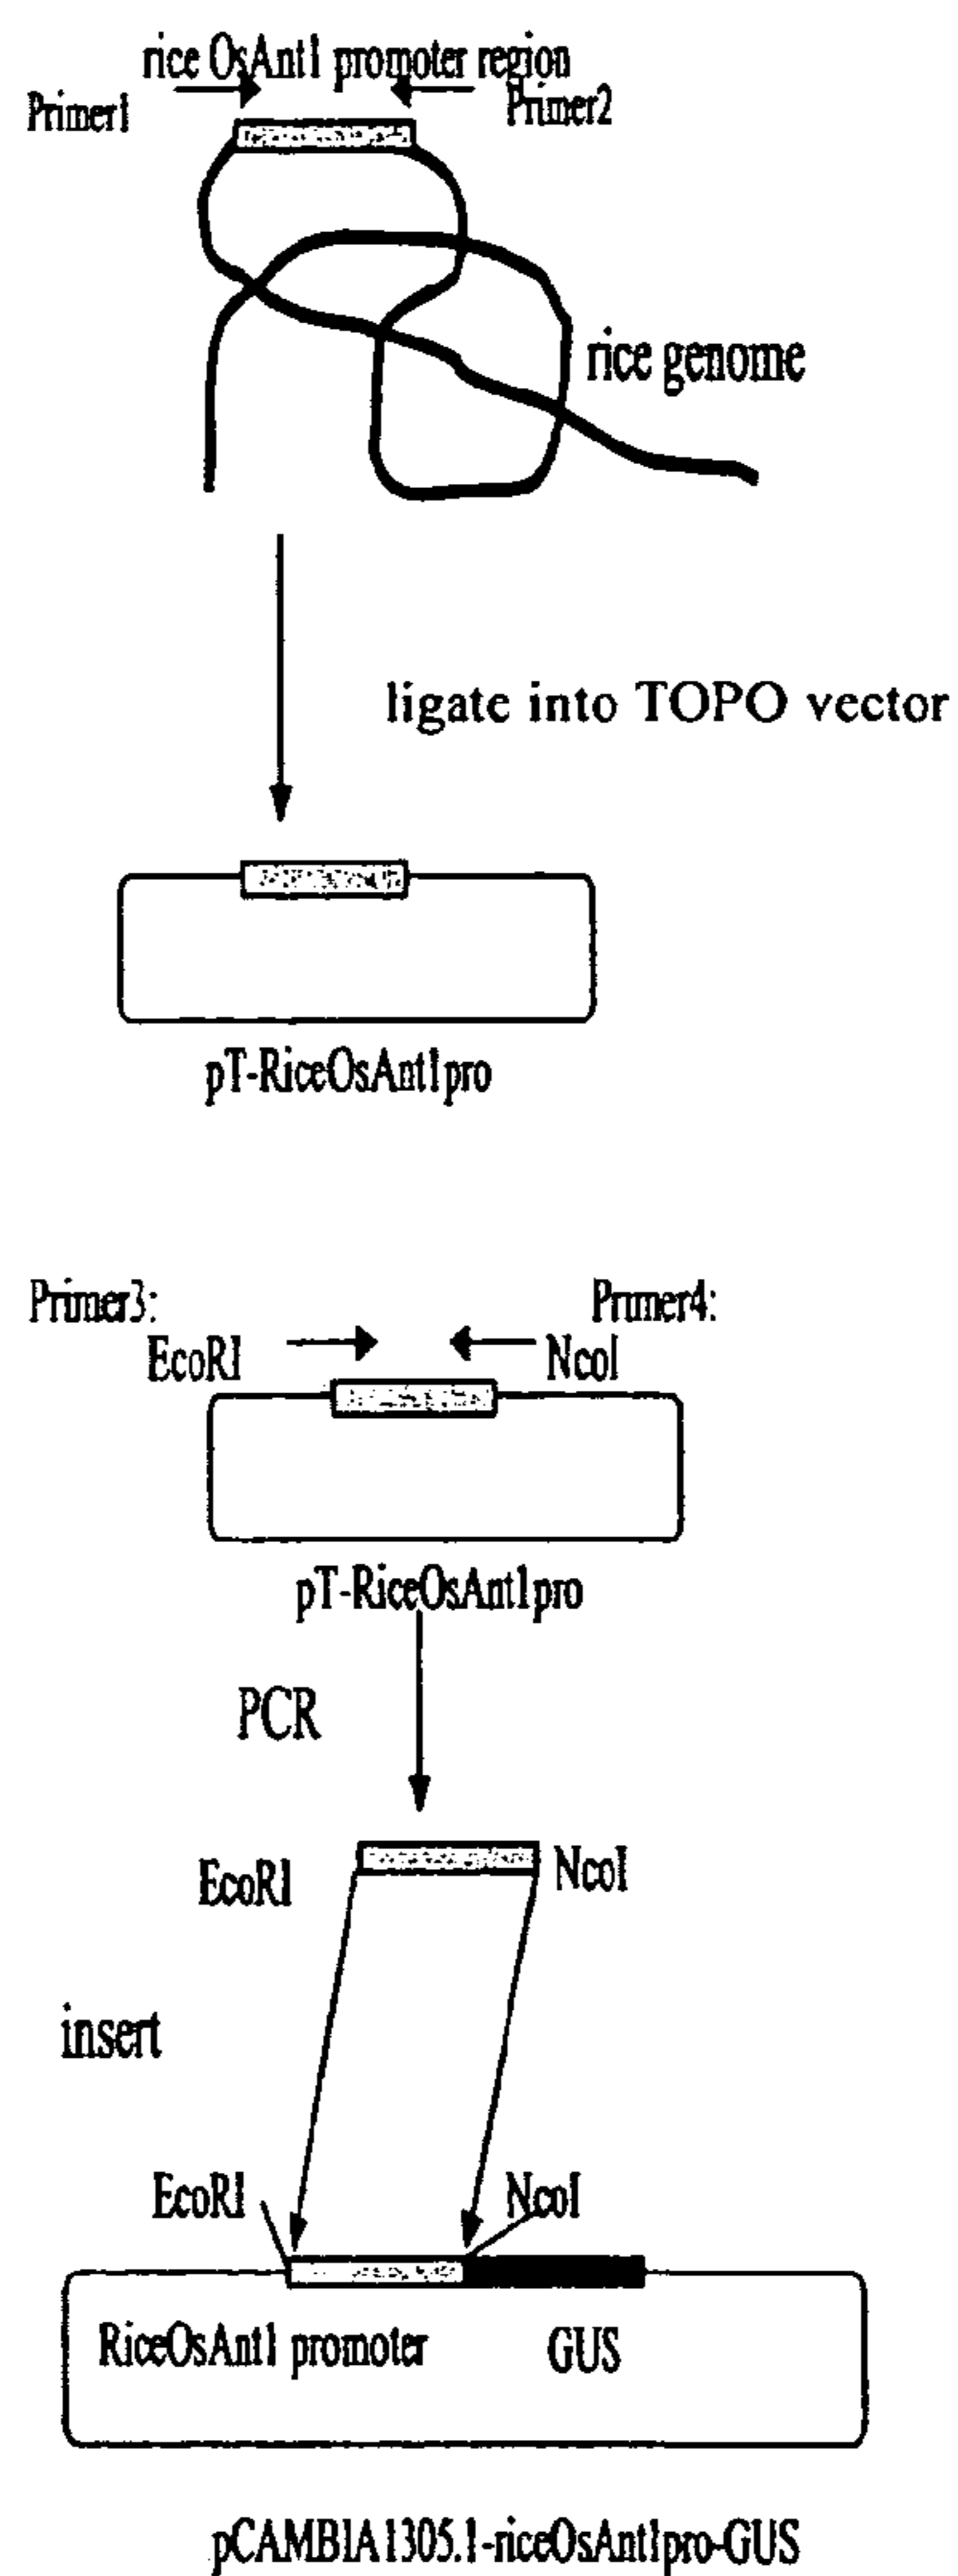 rice OsAnt1 promoter region
Primer1
Primer2
rice genome
ligate into TOPO vector
pT-RiceOsAnt1pro
Primer3:
Primer4:
EcoRI
NcoI
pT-RiceOsAnt1pro
PCR
EcoRI
NcoI
insert
EcoRI
NcoI
RiceOsAnt1 promoter
GUS
pCAMBIA1305.1-riceOsAnt1pro-GUS